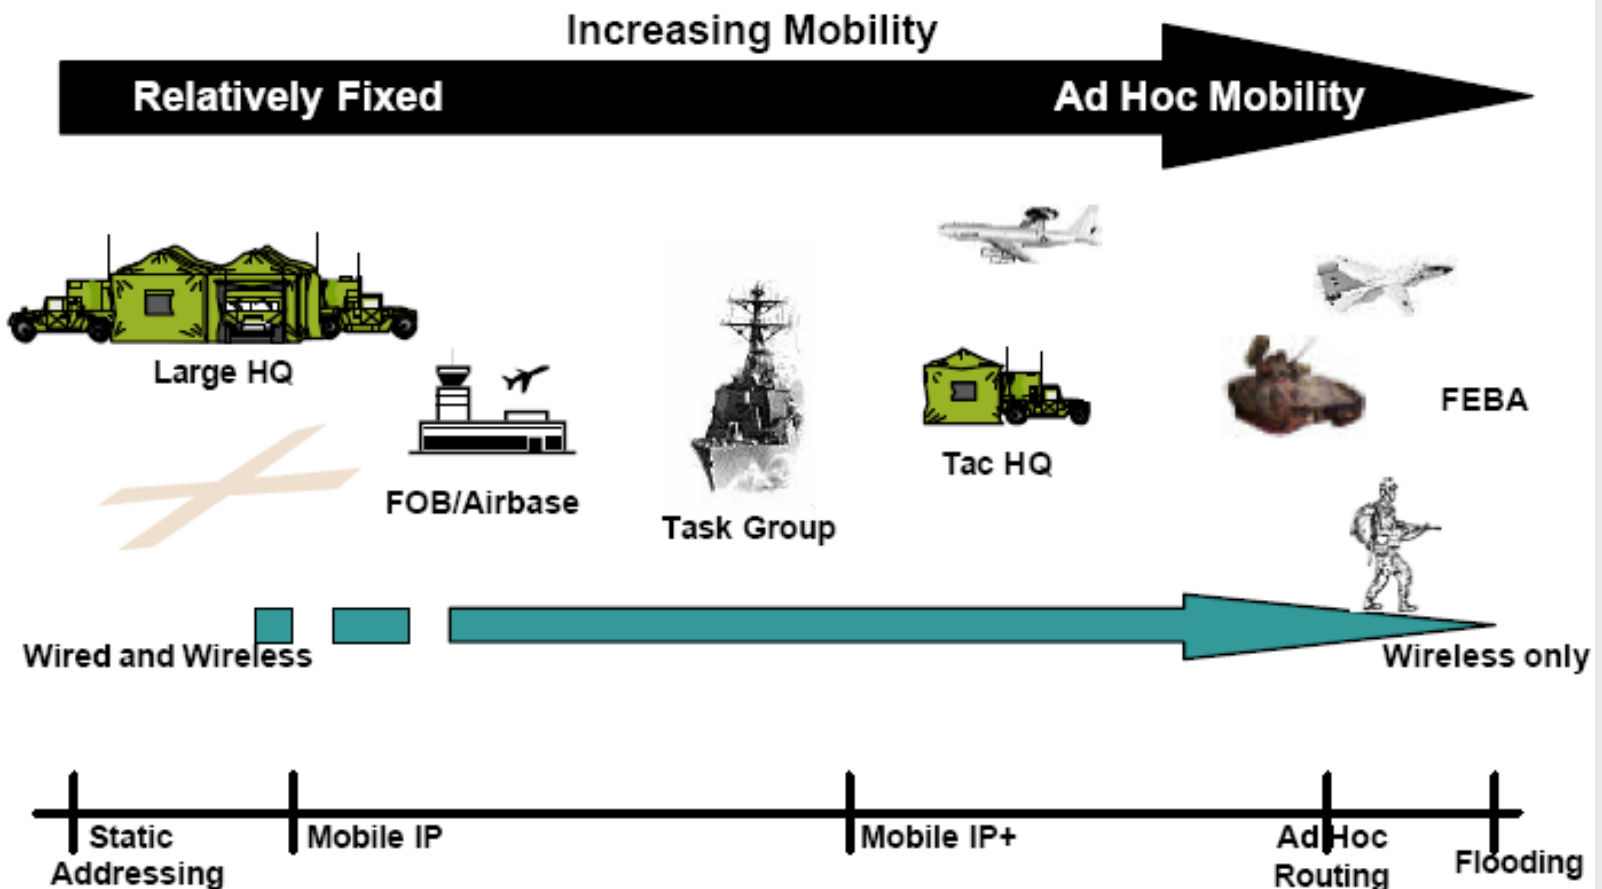 Increasing Mobility
Relatively Fixed
Ad Hoc Mobility
Large HQ
FEBA
Tac HQ
FOB/Airbase
Task Group
Wired and Wireless
Wireless only
Static
Addressing
Mobile IP
Mobile IP+
Ad Hoc
Routing
Flooding